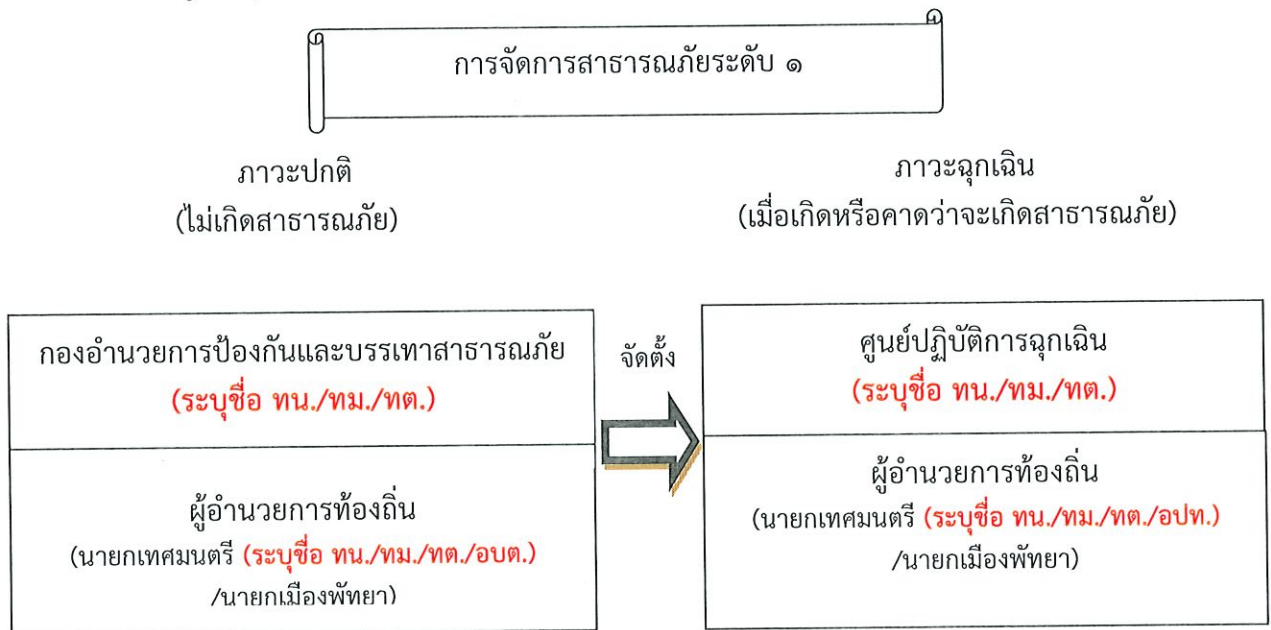 การจัดการสาธารณภัยระดับ ๑
ภาวะปกติ
(ไม่เกิดสาธารณภัย)
ภาวะฉุกเฉิน
(เมื่อเกิดหรือคาดว่าจะเกิดสาธารณภัย)
กองอำนวยการป้องกันและบรรเทาสาธารณภัย
(ระบุชื่อ ทน./ทม./ทต.)
ผู้อำนวยการท้องถิ่น
(นายกเทศมนตรี (ระบุชื่อ ทน./ทม./ทต./อบต.)
/นายกเมืองพัทยา)
จัดตั้ง
ศูนย์ปฏิบัติการฉุกเฉิน
(ระบุชื่อ ทน./ทม./ทต.)
ผู้อำนวยการท้องถิ่น
(นายกเทศมนตรี (ระบุชื่อ ทน./ทม./ทต./อปท.)
/นายกเมืองพัทยา)